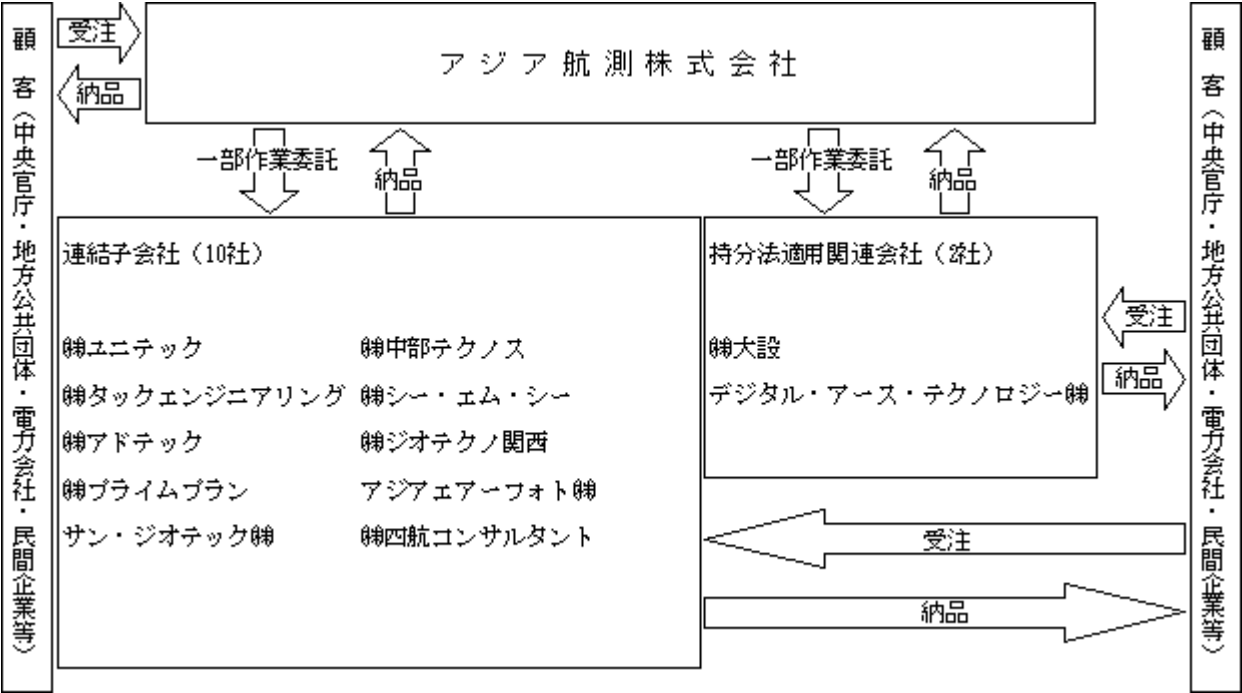 顧客（中央官庁・地方公共団体・電力会社・民間企業等）
受注
納品
アジア航測株式会社
一部作業委託
納品
一部作業委託
納品
連結子会社（10社）
㈱ユニテック
㈱中部テクノス
㈱タックエンジニアリング
㈱シー・エム・シー
㈱アドテック
㈱ジオテクノ関西
㈱プライムプラン
アジアエアーフォト㈱
サン・ジオテック㈱
㈱四航コンサルタント
持分法適用関連会社（2社）
㈱大設
デジタル・アース・テクノロジー㈱
受注
納品
受注
納品
顧客（中央官庁・地方公共団体・電力会社・民間企業等）